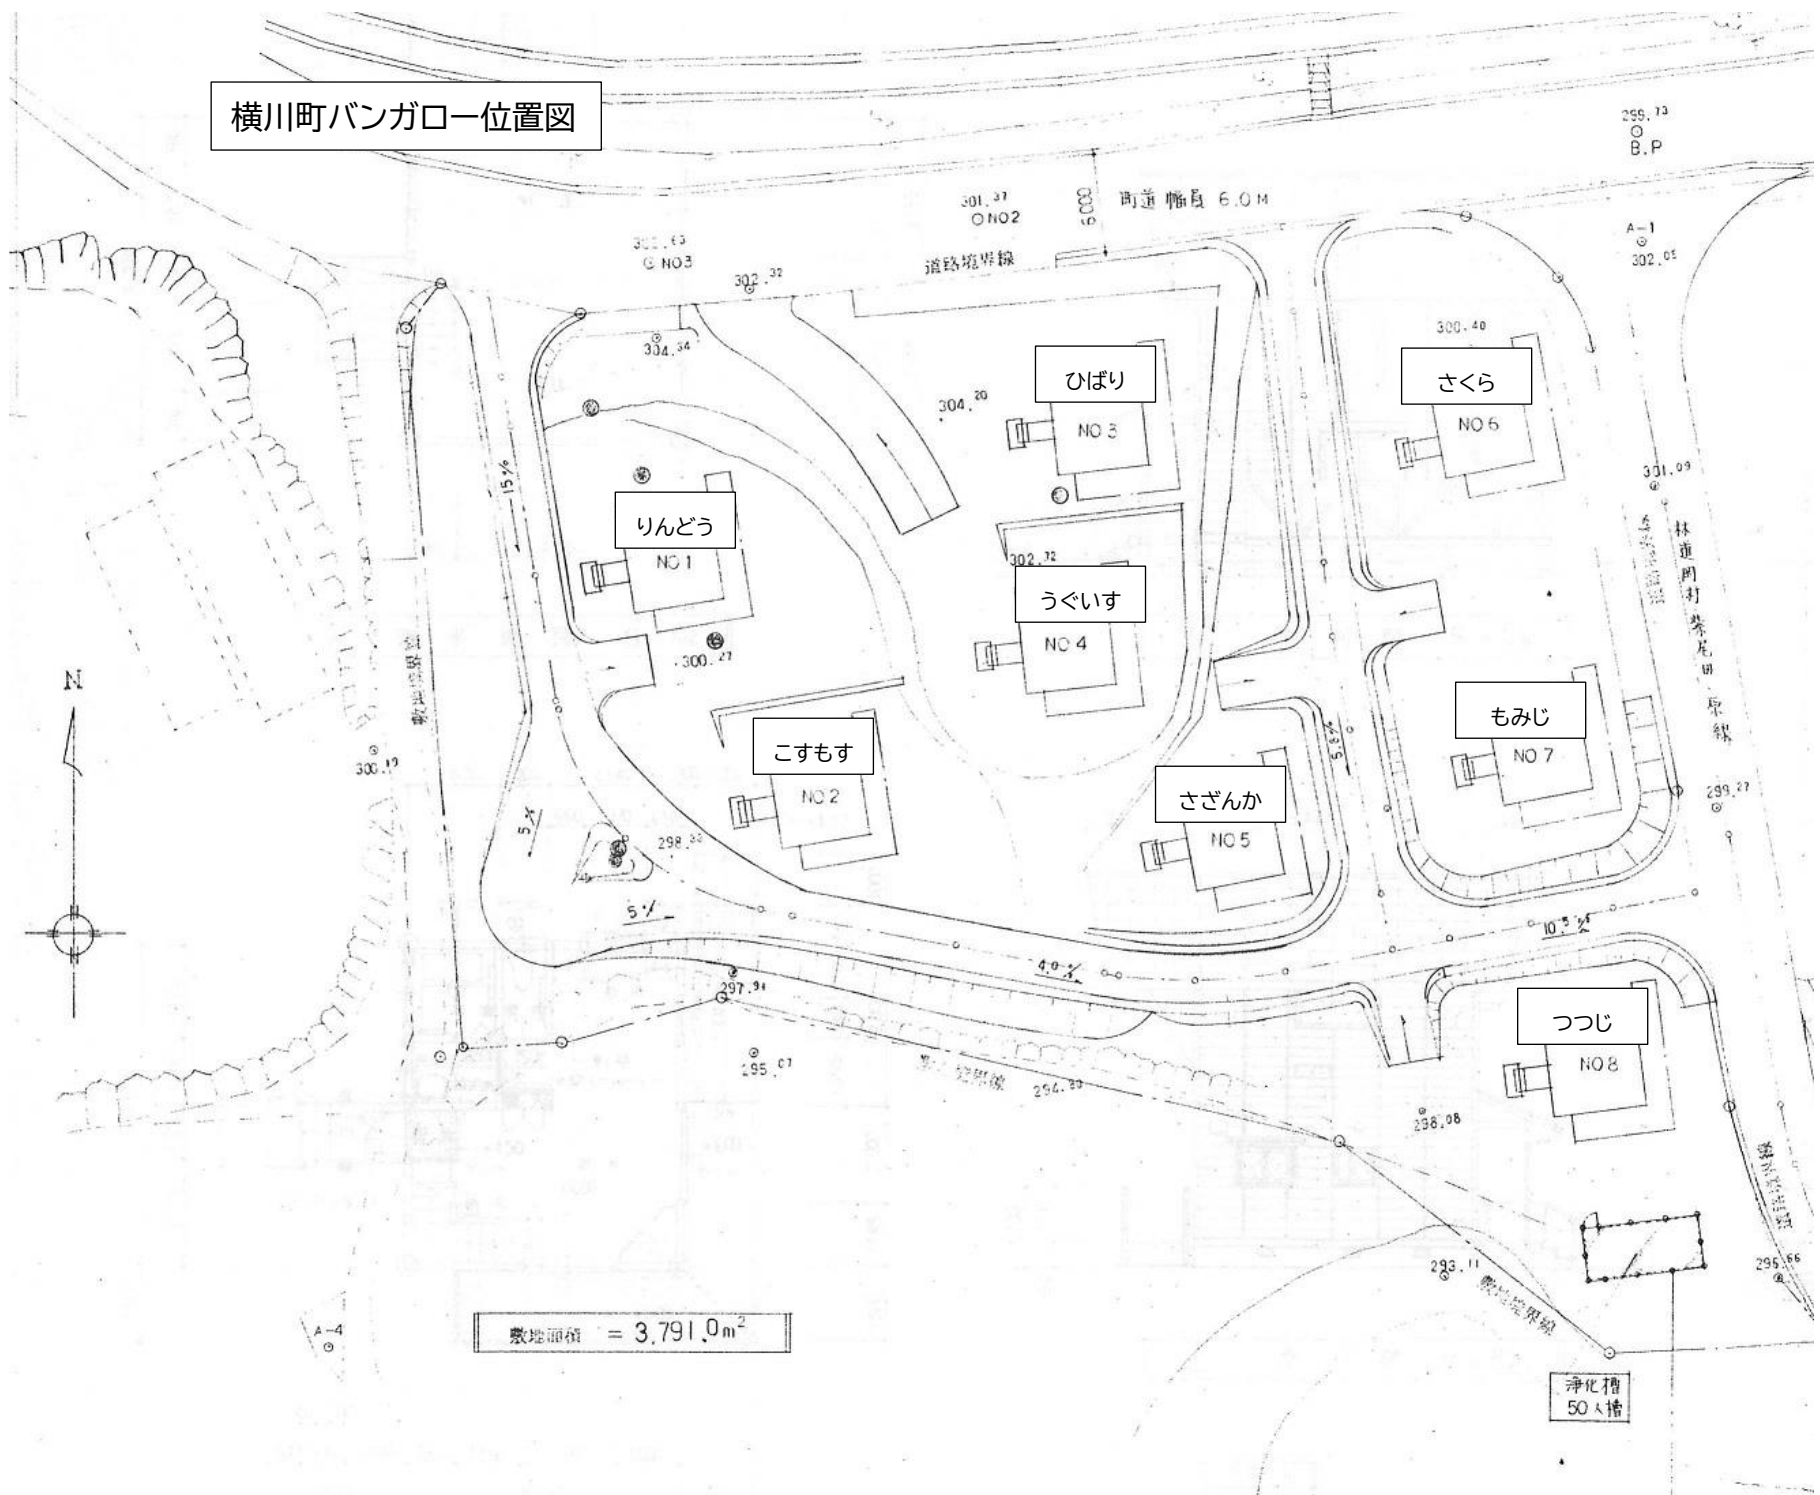 横川町バンガロー位置図
299.73
B.P
301.37
NO2
6000
町道 幅員 6.0M
A-1
302.05
NO3
302.32
道路境界線
304.34
ひばり
NO 3
300.40
さくら
NO 6
304.20
15%
りんどう
NO 1
301.09
302.72
うぐいす
NO 4
300.27
敷地境界線
N
こすもす
NO 2
もみじ
NO 7
さざんか
NO 5
5.8%
299.27
5%
298.33
5%
10.5%
4.0%
297.94
つつじ
NO 8
295.07
294.80
298.08
293.11
敷地境界線
A-4
敷地面積 = 3,791.0m²
浄化槽
50人槽